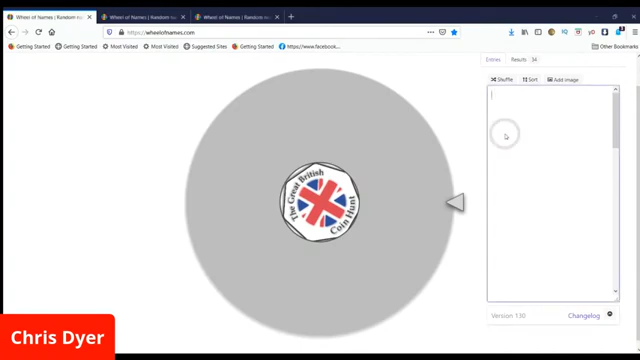 Wheel of Names | Random na
Wheel of Names | Random na
Wheel of Names | Random na
https://wheelofnames.com
Getting Started
Getting Started
Most Visited
Suggested Sites
Getting Started
Most Visited
https://www.facebook....
Entries
Results 34
Shuffle
Sort
Add image
The Great British
Coin Hunt
Version 130
Changelog
Chris Dyer